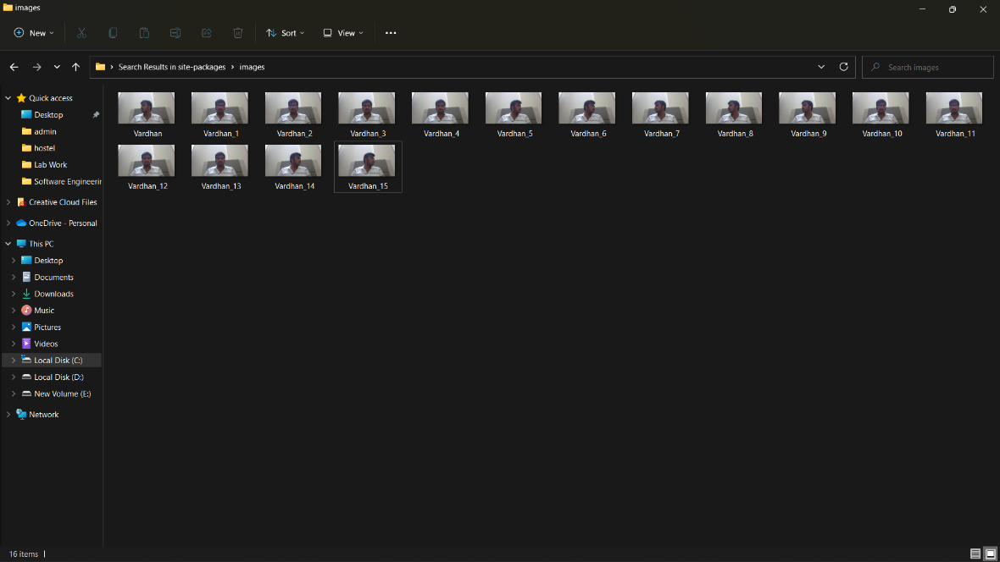 images
New
Sort
View
Search Results in site-packages
images
Search images
Quick access
Desktop
admin
hostel
Lab Work
Software Engineerin
Creative Cloud Files
OneDrive - Personal
This PC
Desktop
Documents
Downloads
Music
Pictures
Videos
Local Disk (C:)
Local Disk (D:)
New Volume (E:)
Network
Vardhan Vardhan_1 Vardhan_2 Vardhan_3 Vardhan_4 Vardhan_5 Vardhan_6 Vardhan_7 Vardhan_8 Vardhan_9 Vardhan_10 Vardhan_11
Vardhan_12 Vardhan_13 Vardhan_14 Vardhan_15
16 items